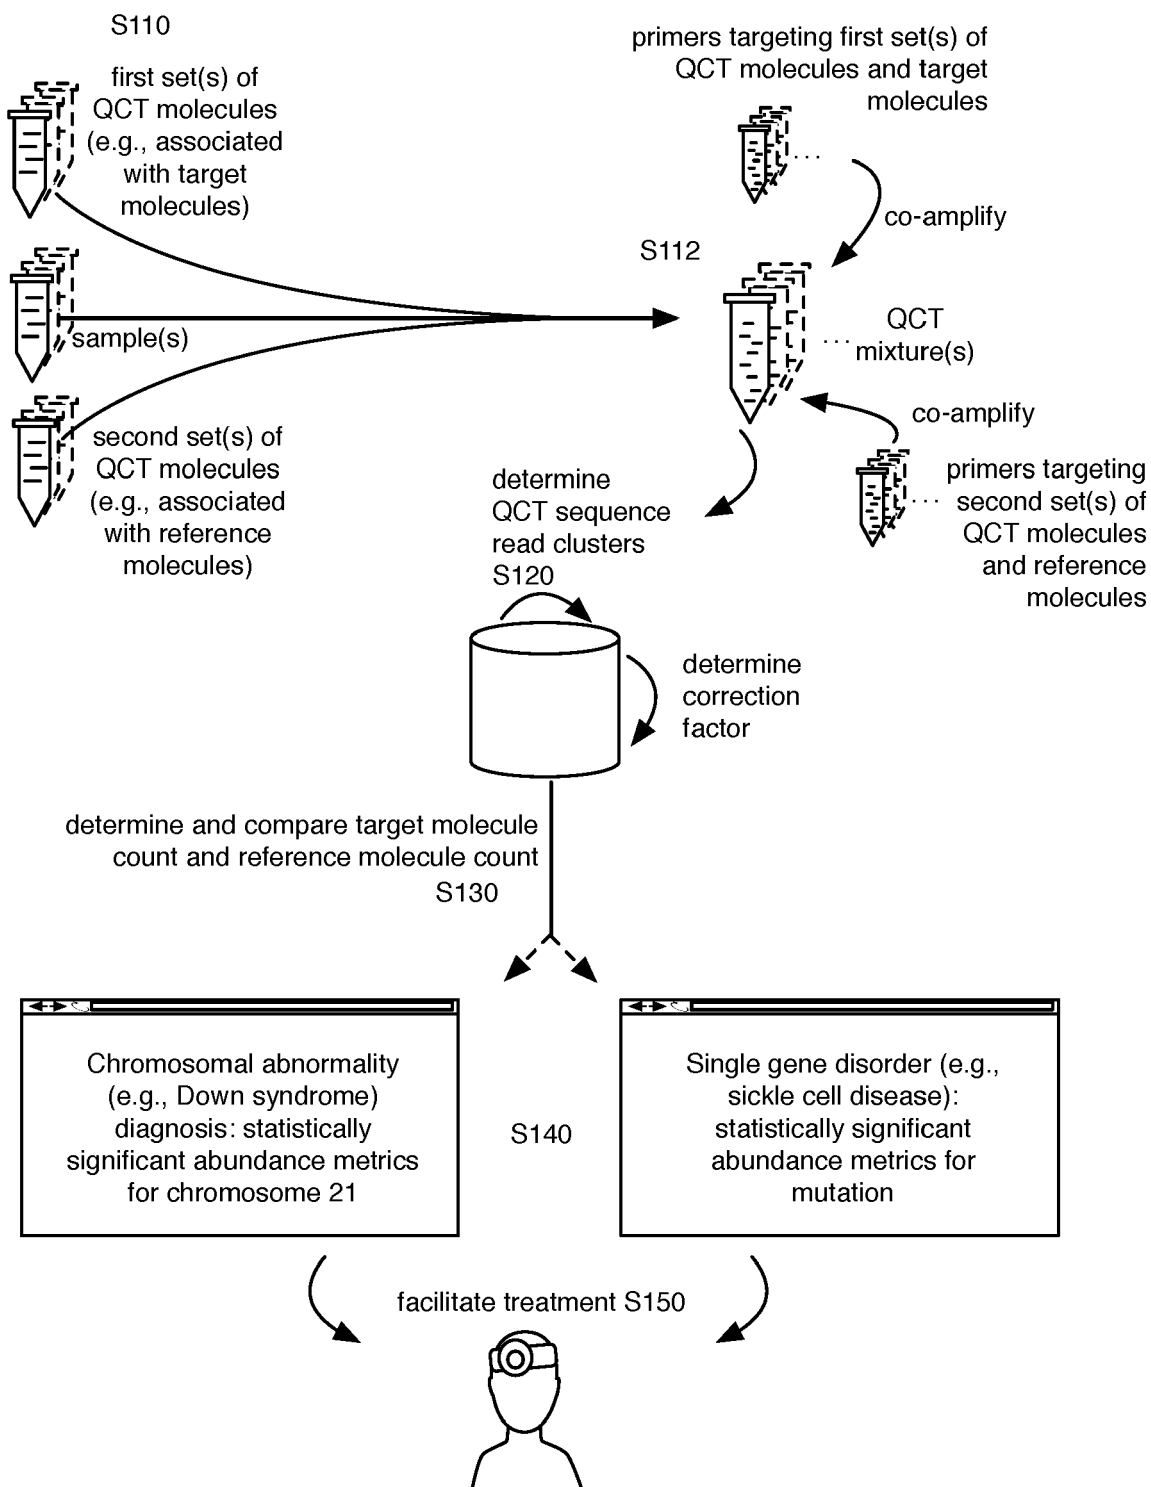 S110
first set(s) of
QCT molecules
(e.g., associated
with target
molecules)
primers targeting first set(s) of
QCT molecules and target
molecules
...
co-amplify
S112
sample(s)
...
QCT
mixture(s)
co-amplify
second set(s) of
QCT molecules
(e.g., associated
with reference
molecules)
determine
QCT sequence
read clusters
S120
...
primers targeting
second set(s) of
QCT molecules
and reference
molecules
determine
correction
factor
determine and compare target molecule
count and reference molecule count
S130
Chromosomal abnormality
(e.g., Down syndrome)
diagnosis: statistically
significant abundance metrics
for chromosome 21
S140
Single gene disorder (e.g.,
sickle cell disease):
statistically significant
abundance metrics for
mutation
facilitate treatment S150